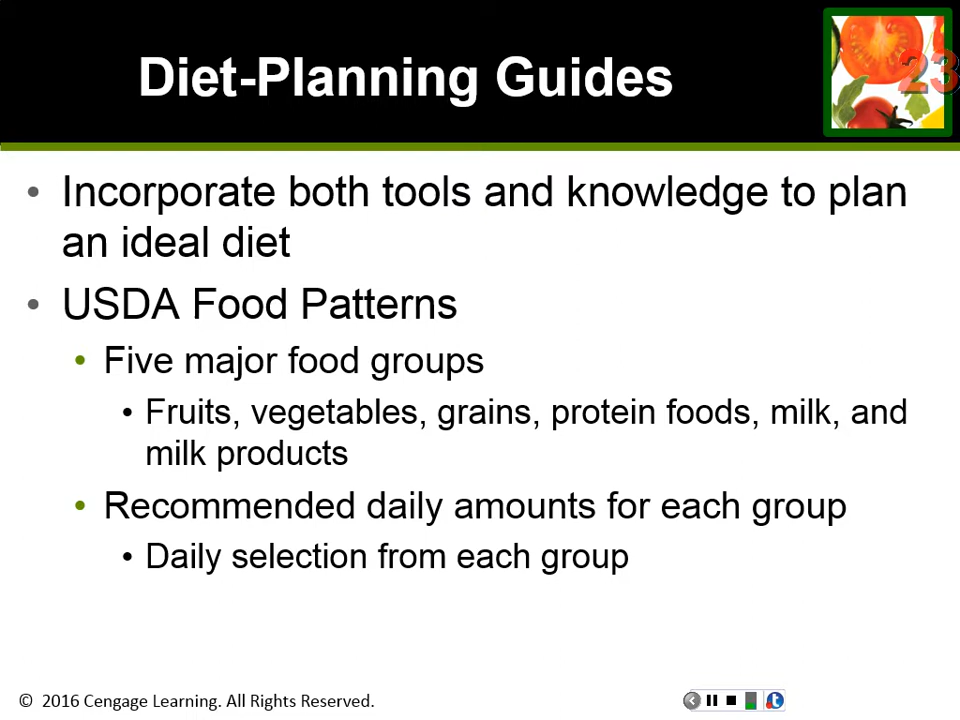 Diet-Planning Guides
23
• Incorporate both tools and knowledge to plan
an ideal diet
• USDA Food Patterns
• Five major food groups
• Fruits, vegetables, grains, protein foods, milk, and
milk products
• Recommended daily amounts for each group
• Daily selection from each group
© 2016 Cengage Learning. All Rights Reserved.